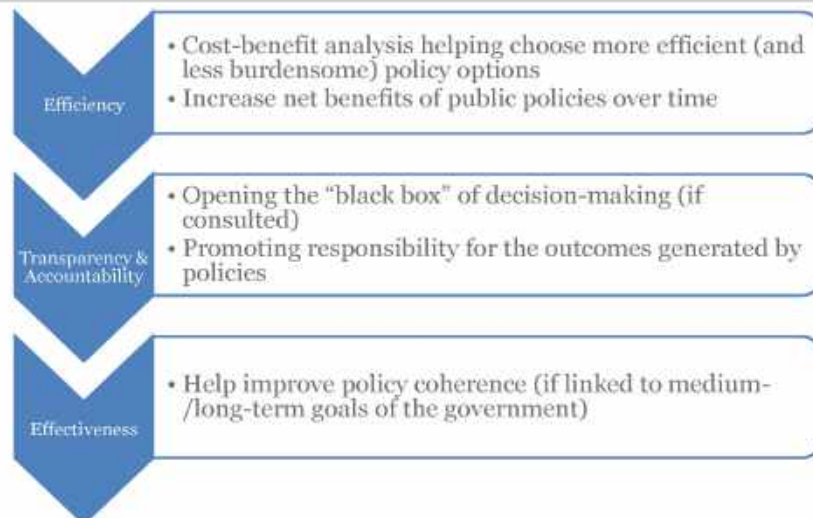 Efficiency
• Cost-benefit analysis helping choose more efficient (and
less burdensome) policy options
• Increase net benefits of public policies over time
Transparency &
Accountability
• Opening the “black box” of decision-making (if
consulted)
• Promoting responsibility for the outcomes generated by
policies
Effectiveness
• Help improve policy coherence (if linked to medium-
/long-term goals of the government)